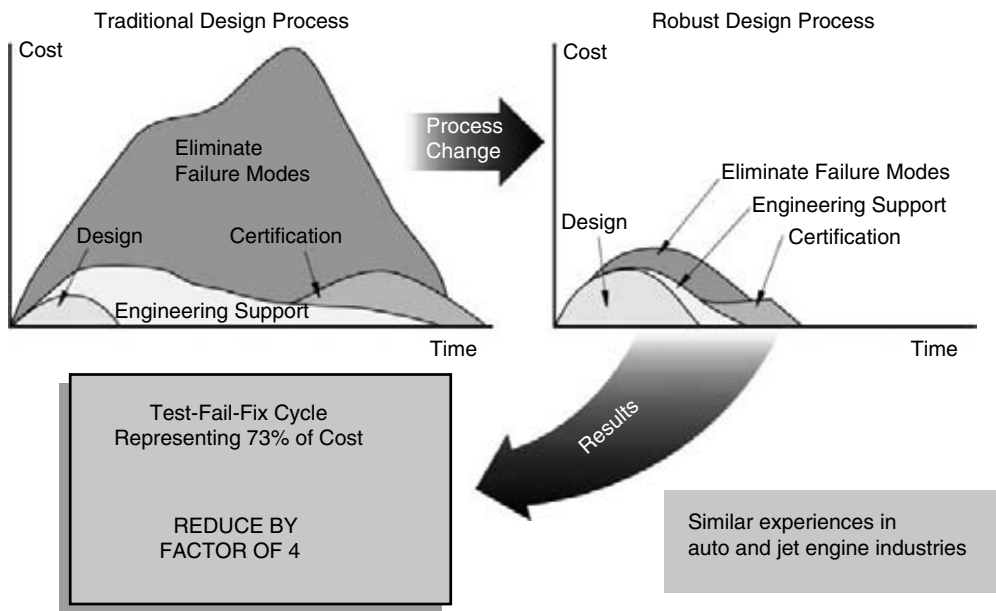 Traditional Design Process
Cost
Eliminate
Failure Modes
Design
Certification
Engineering Support
Time
Process
Change
Robust Design Process
Cost
Eliminate Failure Modes
Engineering Support
Design
Certification
Time
Results
Test-Fail-Fix Cycle
Representing 73% of Cost
REDUCE BY
FACTOR OF 4
Similar experiences in
auto and jet engine industries